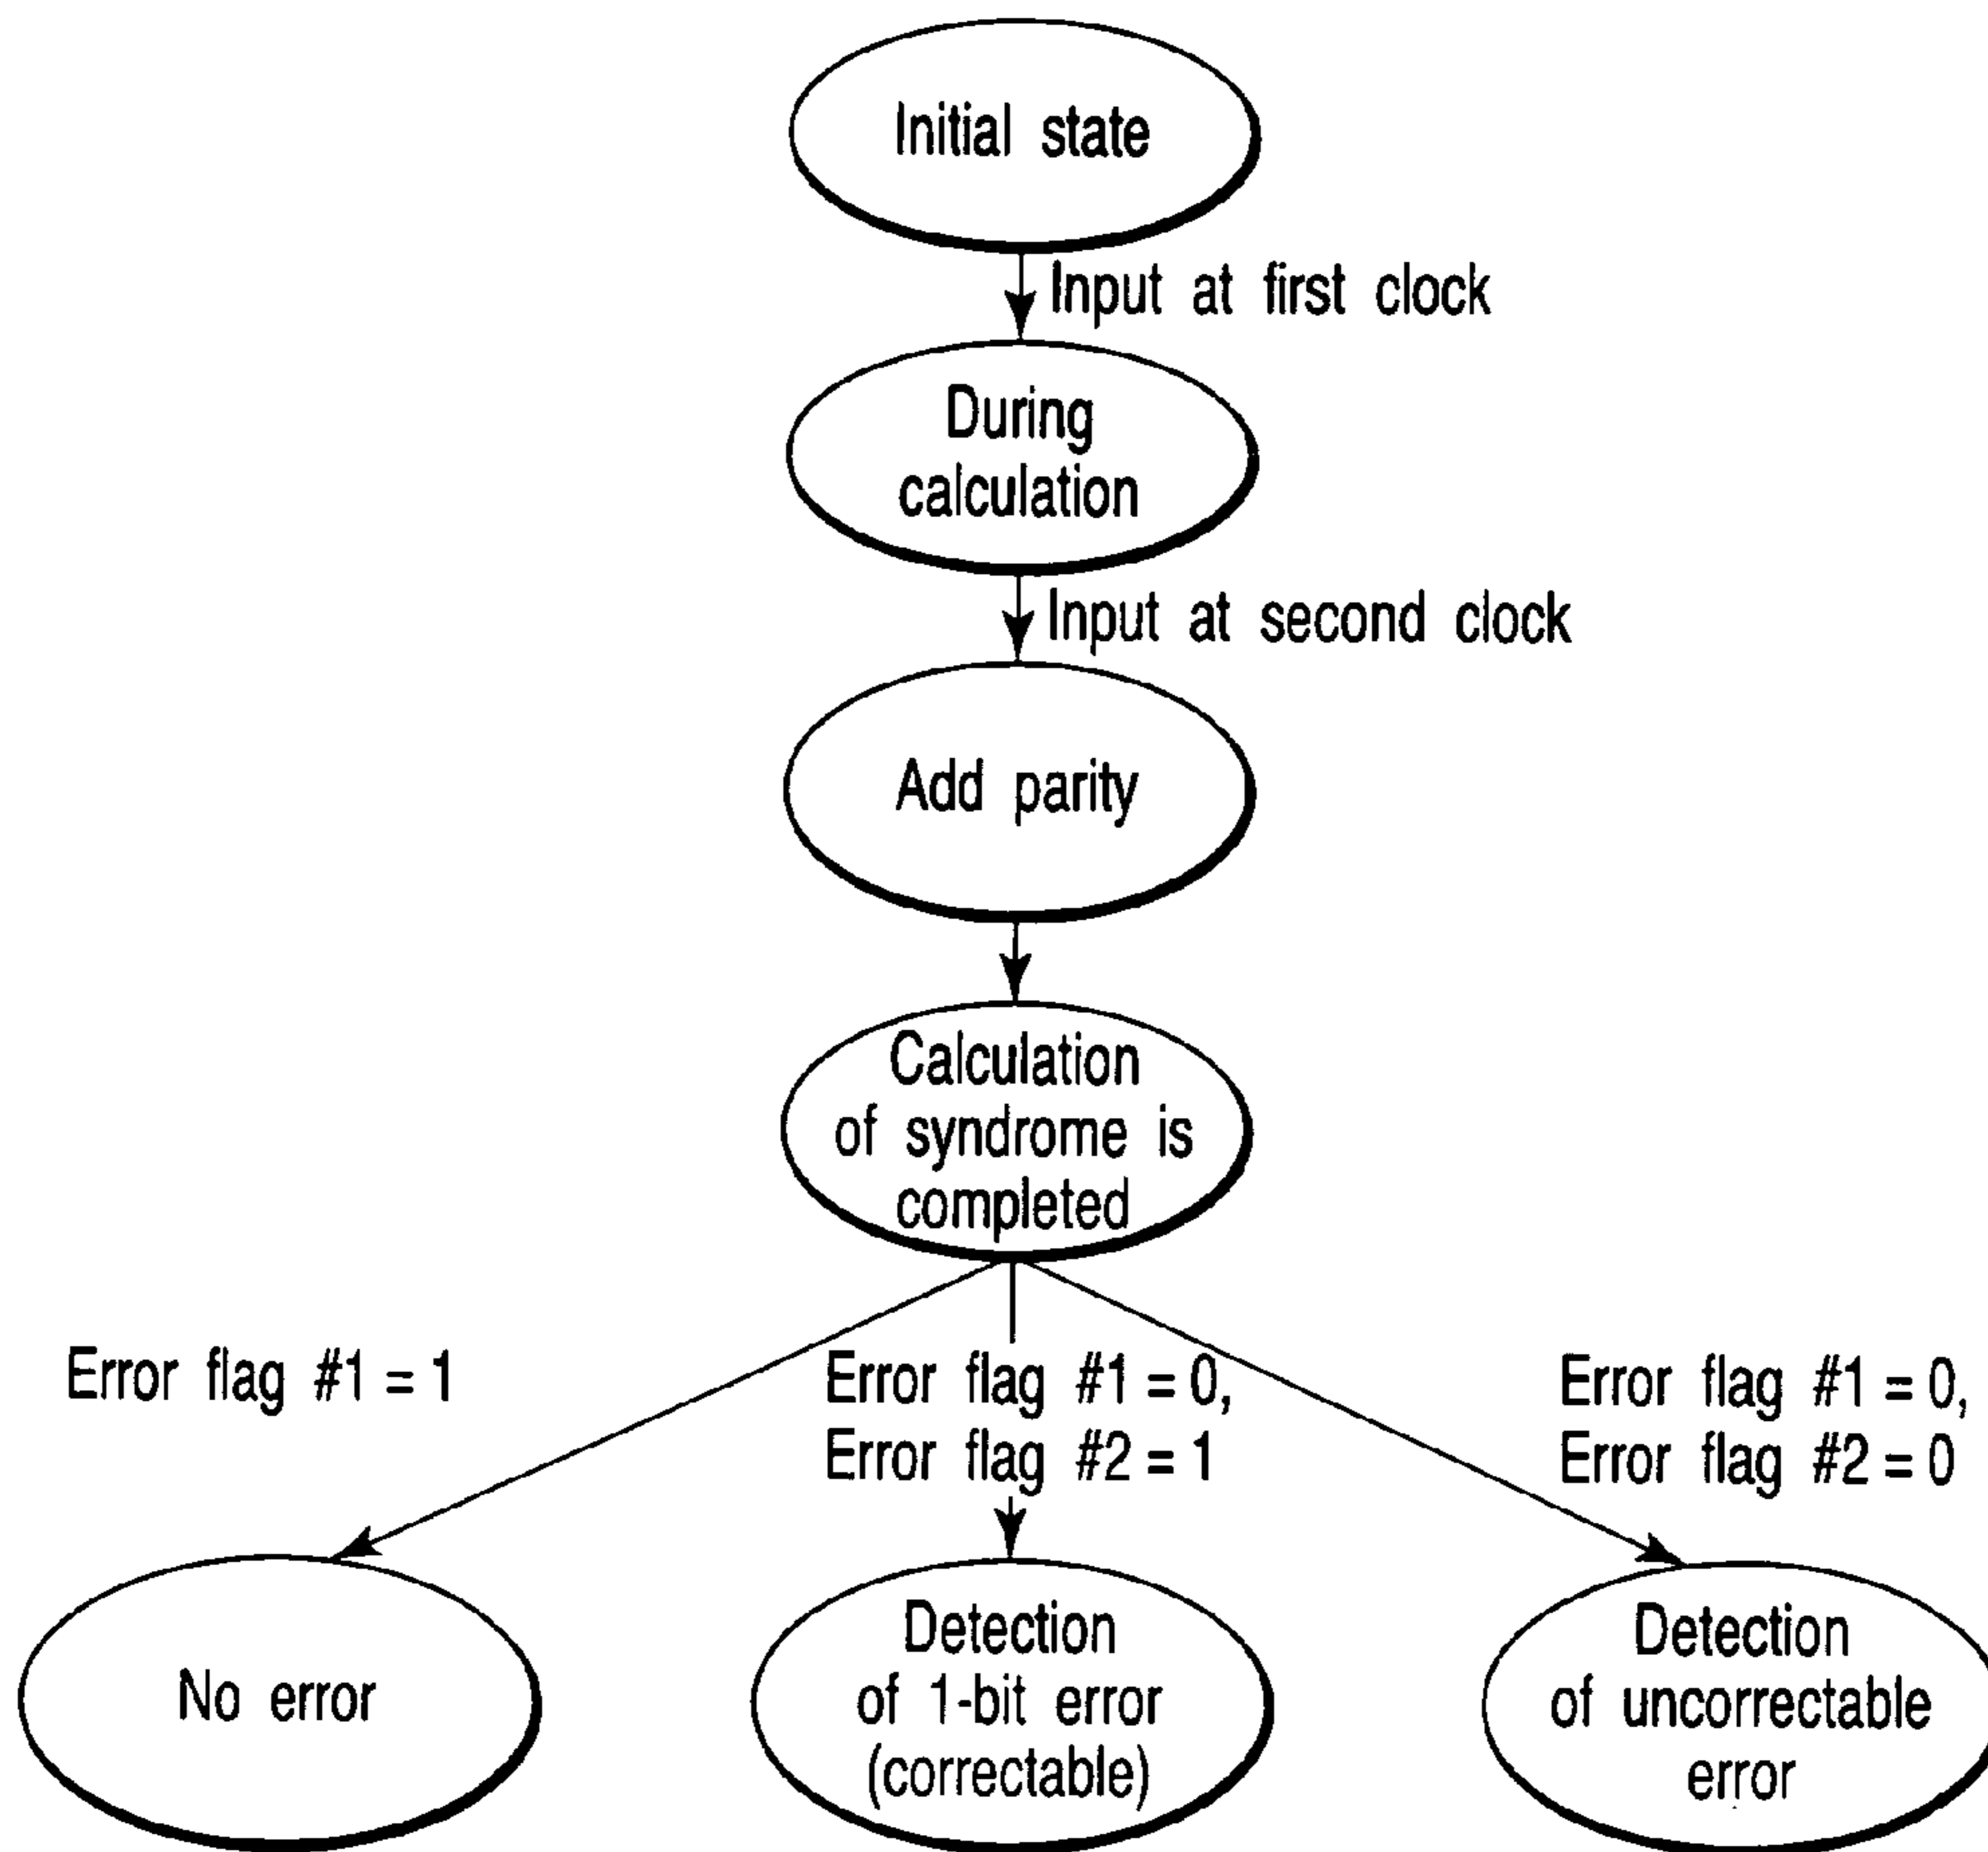 Initial state
Input at first clock
During
calculation
Input at second clock
Add parity
Calculation
of syndrome is
completed
Error flag #1 = 1
Error flag #1 = 0,
Error flag #2 = 1
Error flag #1 = 0,
Error flag #2 = 0
No error
Detection
of 1-bit error
(correctable)
Detection
of uncorrectable
error